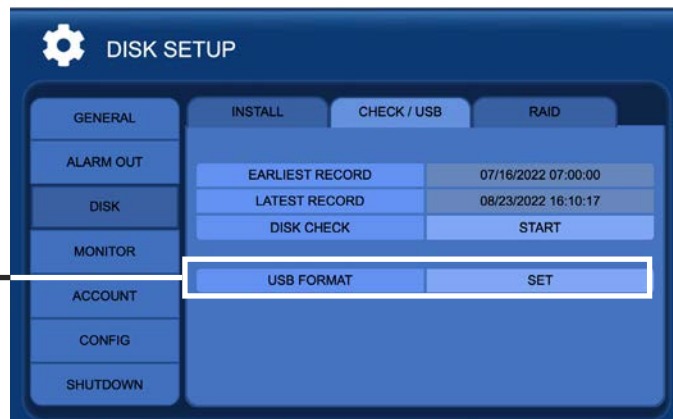 DISK SETUP
INSTALL CHECK / USB RAID
GENERAL
ALARM OUT
DISK
MONITOR
ACCOUNT
CONFIG
SHUTDOWN
EARLIEST RECORD 07/16/2022 07:00:00
LATEST RECORD 08/23/2022 16:10:17
DISK CHECK START
USB FORMAT SET